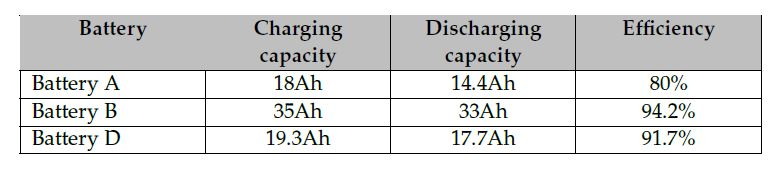 Battery Charging capacity Discharging capacity Efficiency
Battery A 18Ah 14.4Ah 80%
Battery B 35Ah 33Ah 94.2%
Battery D 19.3Ah 17.7Ah 91.7%